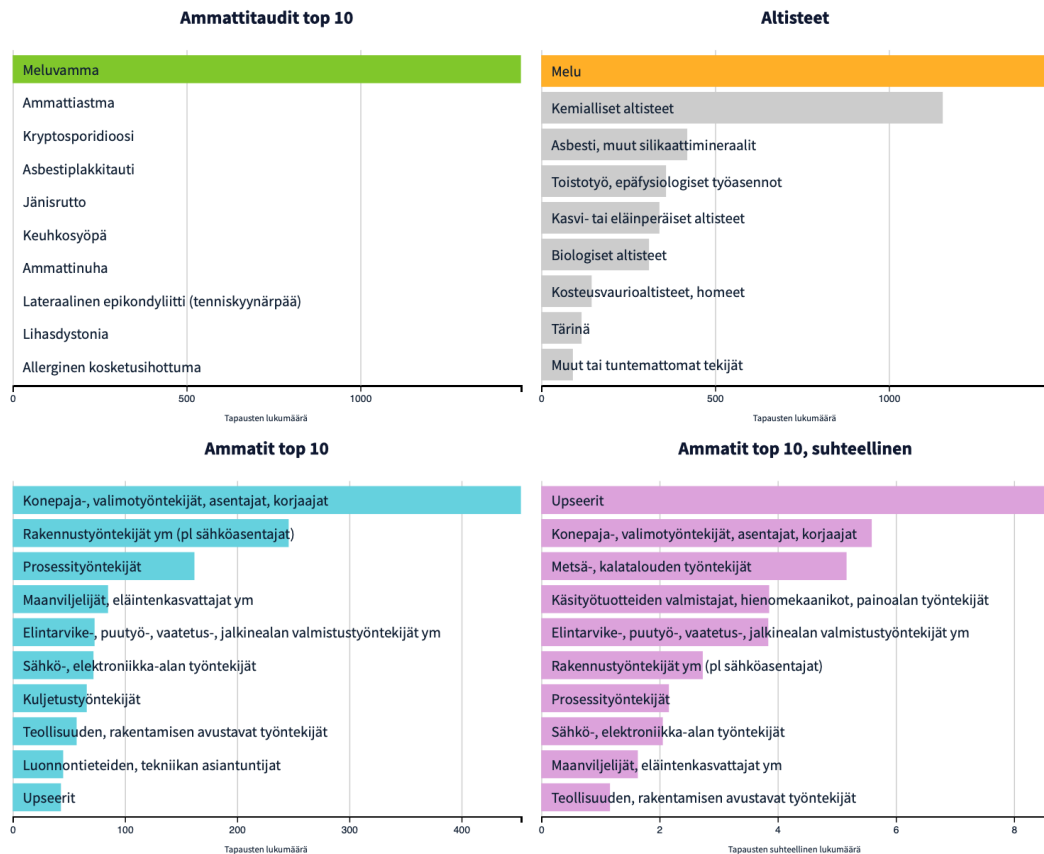 Ammattitaudit top 10
Meluvamma
Ammattiastma
Kryptosporidioosi
Asbestiplakkitauti
Jänisrutto
Keuhkosyöpä
Ammattinuha
Lateraalinen epikondyliitti (tenniskyynärpää)
Lihasdystonia
Allerginen kosketusihottuma
0
500
1000
Tapausten lukumäärä
Altisteet
Melu
Kemialliset altisteet
Asbesti, muut silikaattimineraalit
Toistotyö, epäfysiologiset työasennot
Kasvi- tai eläinperäiset altisteet
Biologiset altisteet
Kosteusvaurioaltisteet, homeet
Tärinä
Muut tai tuntemattomat tekijät
0
500
1000
Tapausten lukumäärä
Ammatit top 10
Konepaja-, valimotyöntekijät, asentajat, korjaajat
Rakennustyöntekijät ym (pl sähköasentajat)
Prosessityöntekijät
Maanviljelijät, eläintenkasvattajat ym
Elintarvike-, puutyö-, vaatetus-, jalkinealan valmistustyöntekijät ym
Sähkö-, elektroniikka-alan työntekijät
Kuljetustyöntekijät
Teollisuuden, rakentamisen avustavat työntekijät
Luonnontieteiden, tekniikan asiantuntijat
Upseerit
0
100
200
300
400
Tapausten lukumäärä
Ammatit top 10, suhteellinen
Upseerit
Konepaja-, valimotyöntekijät, asentajat, korjaajat
Metsä-, kalatalouden työntekijät
Käsityötuotteiden valmistajat, hienomekaanikot, painoalan työntekijät
Elintarvike-, puutyö-, vaatetus-, jalkinealan valmistustyöntekijät ym
Rakennustyöntekijät ym (pl sähköasentajat)
Prosessityöntekijät
Sähkö-, elektroniikka-alan työntekijät
Maanviljelijät, eläintenkasvattajat ym
Teollisuuden, rakentamisen avustavat työntekijät
0
2
4
6
8
Tapausten suhteellinen lukumäärä